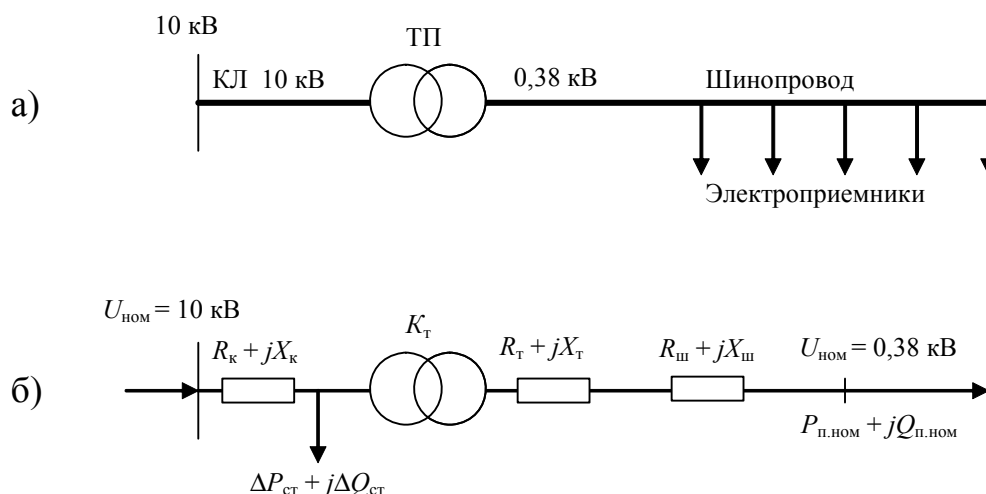 10 кВ
ТП
КЛ 10 кВ
0,38 кВ
Шинопровод
а)
Электроприемники
Uном = 10 кВ
Kт
Rк + jXк
Rт + jXт
Rш + jXш
Uном = 0,38 кВ
б)
Pп.ном + jQп.ном
ΔPст + jΔQст